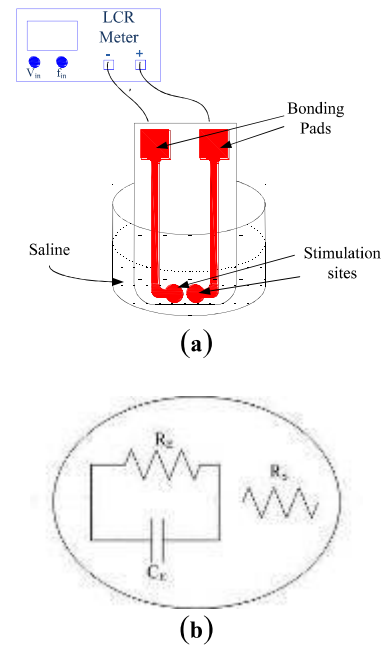 LCR
Meter
- +
Vin fin
Bonding
Pads
Saline
Stimulation
sites
(a)
RE
Rs
CE
(b)